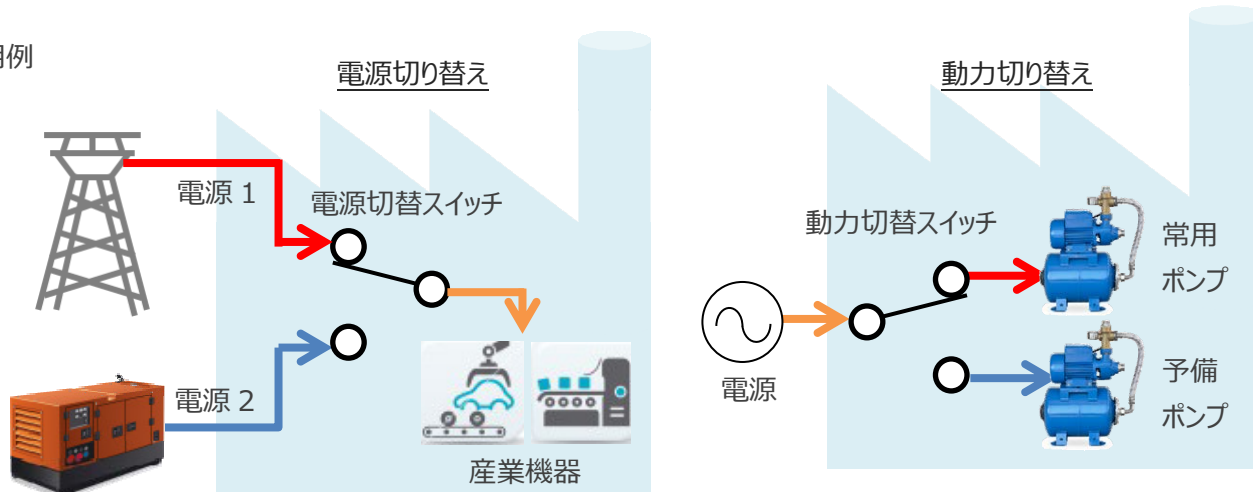 用例
電源切り替え
電源 1
電源切替スイッチ
電源 2
産業機器
動力切り替え
動力切替スイッチ
常用
ポンプ
電源
予備
ポンプ